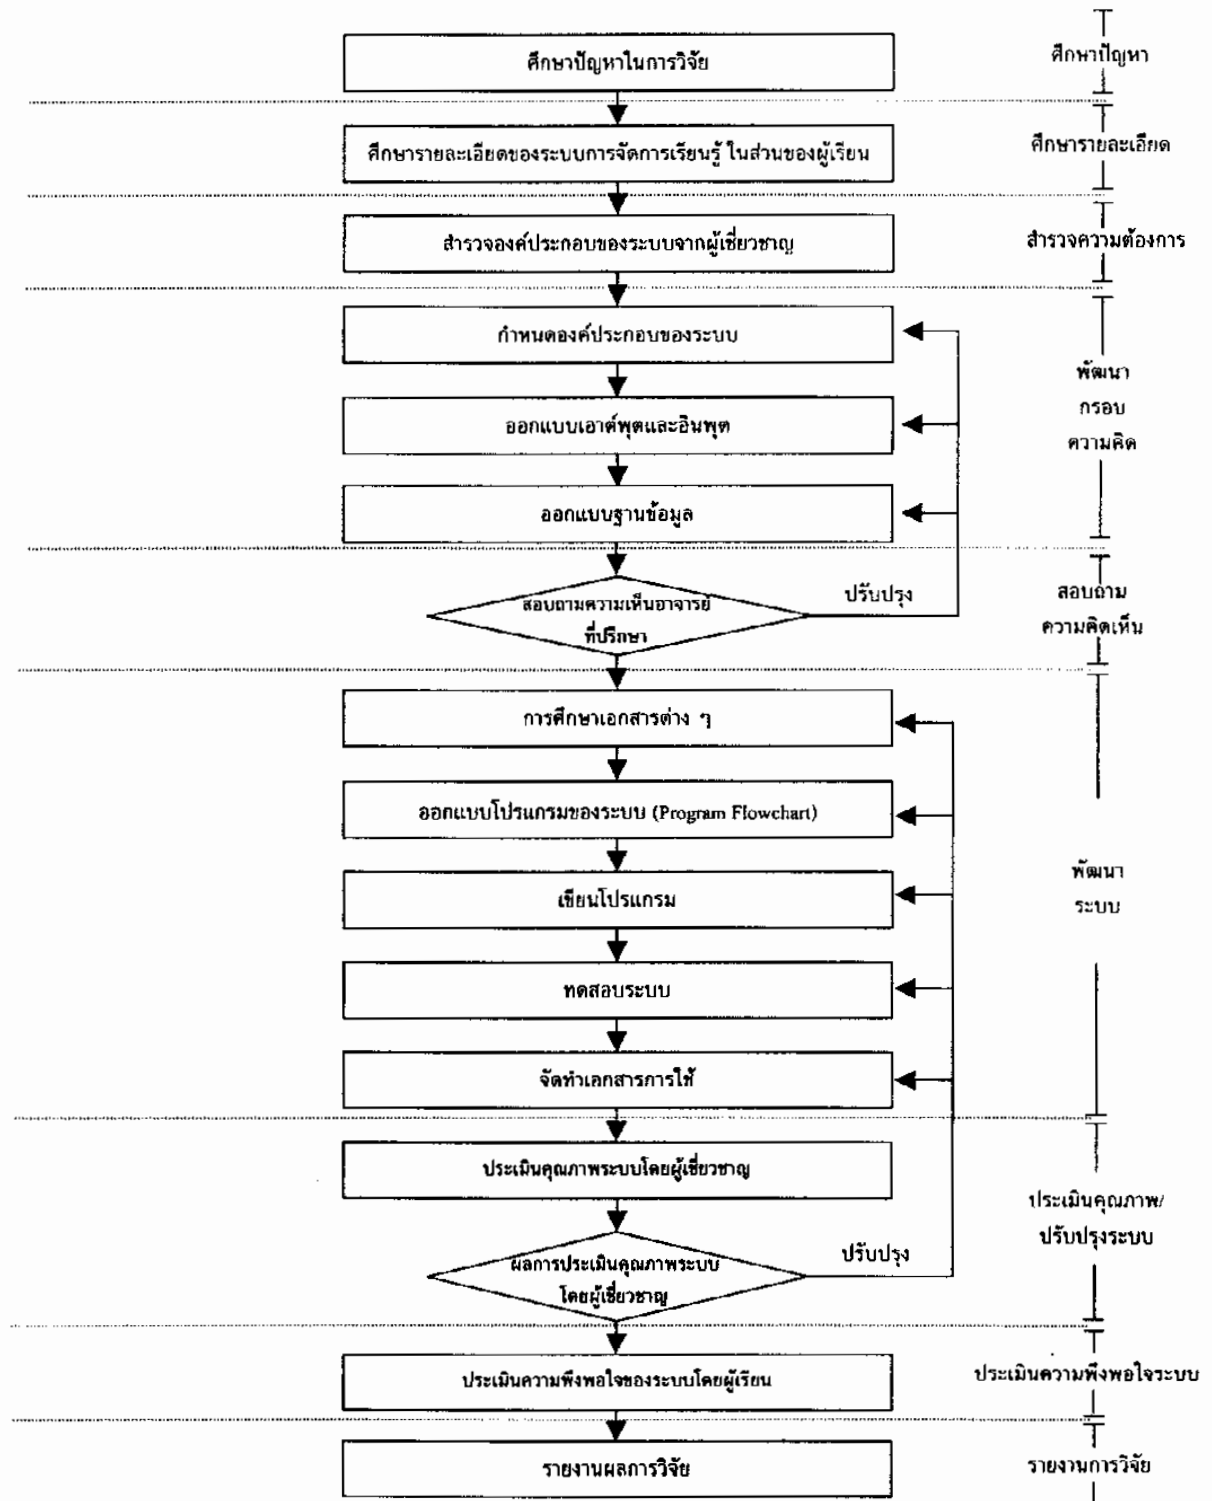 ศึกษาปัญหาในการวิจัย
ศึกษาปัญหา
ศึกษารายละเอียดของระบบการจัดการเรียนรู้ ในส่วนของผู้เรียน
ศึกษารายละเอียด
สำรวจองค์ประกอบของระบบจากผู้เชี่ยวชาญ
สำรวจความต้องการ
กำหนดองค์ประกอบของระบบ
ออกแบบเอาต์พุตและอินพุต
ออกแบบฐานข้อมูล
พัฒนา
กรอบ
ความคิด
สอบถามความเห็นอาจารย์
ที่ปรึกษา
ปรับปรุง
สอบถาม
ความคิดเห็น
การศึกษาเอกสารต่าง ๆ
ออกแบบโปรแกรมของระบบ (Program Flowchart)
เขียนโปรแกรม
ทดสอบระบบ
จัดทำเอกสารการใช้
พัฒนา
ระบบ
ประเมินคุณภาพระบบโดยผู้เชี่ยวชาญ
ผลการประเมินคุณภาพระบบ
โดยผู้เชี่ยวชาญ
ปรับปรุง
ประเมินคุณภาพ/
ปรับปรุงระบบ
ประเมินความพึงพอใจของระบบโดยผู้เรียน
ประเมินความพึงพอใจระบบ
รายงานผลการวิจัย
รายงานการวิจัย